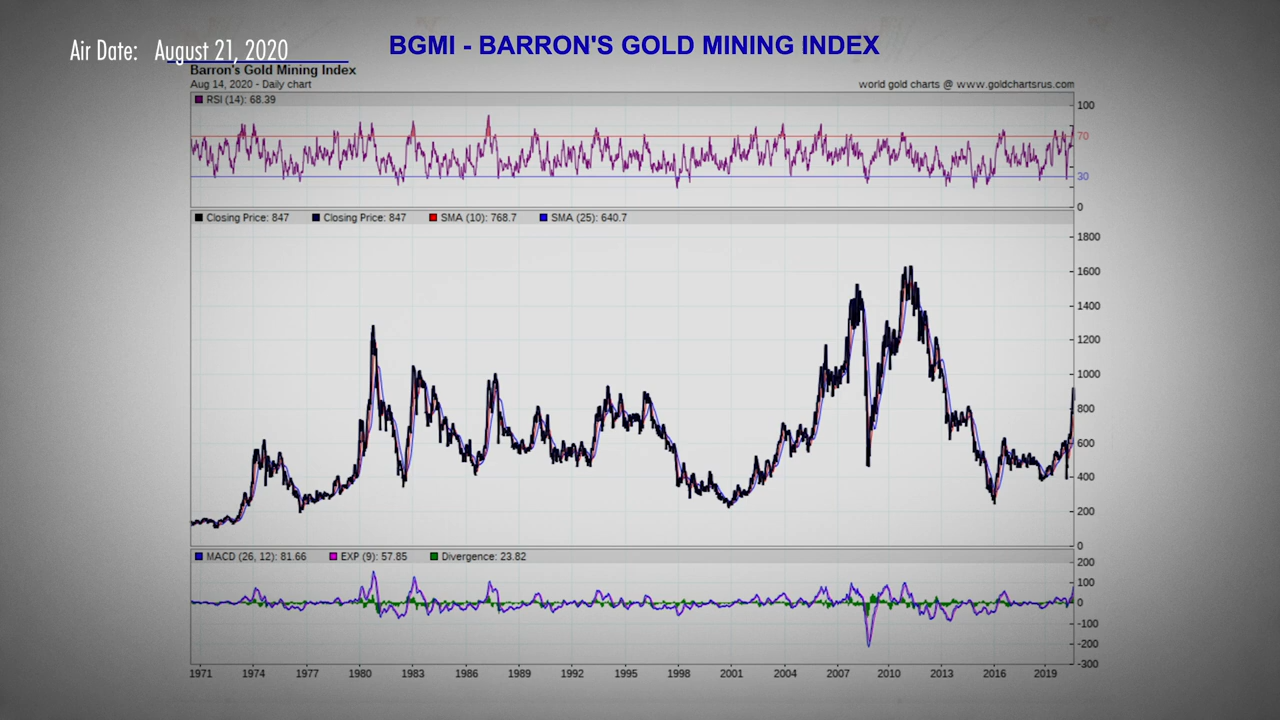 Air Date: August 21, 2020
BGMI - BARRON'S GOLD MINING INDEX
Barron's Gold Mining Index
Aug 14, 2020 - Daily chart
world gold charts @ www.goldchartsrus.com
RSI (14): 68.39
100
70
30
0
Closing Price: 847 Closing Price: 847 SMA (10): 768.7 SMA (25): 640.7
1800
1600
1400
1200
1000
800
600
400
200
0
MACD (26, 12): 81.66 EXP (9): 57.85 Divergence: 23.82
200
100
0
-100
-200
-300
1971 1974 1977 1980 1983 1986 1989 1992 1995 1998 2001 2004 2007 2010 2013 2016 2019